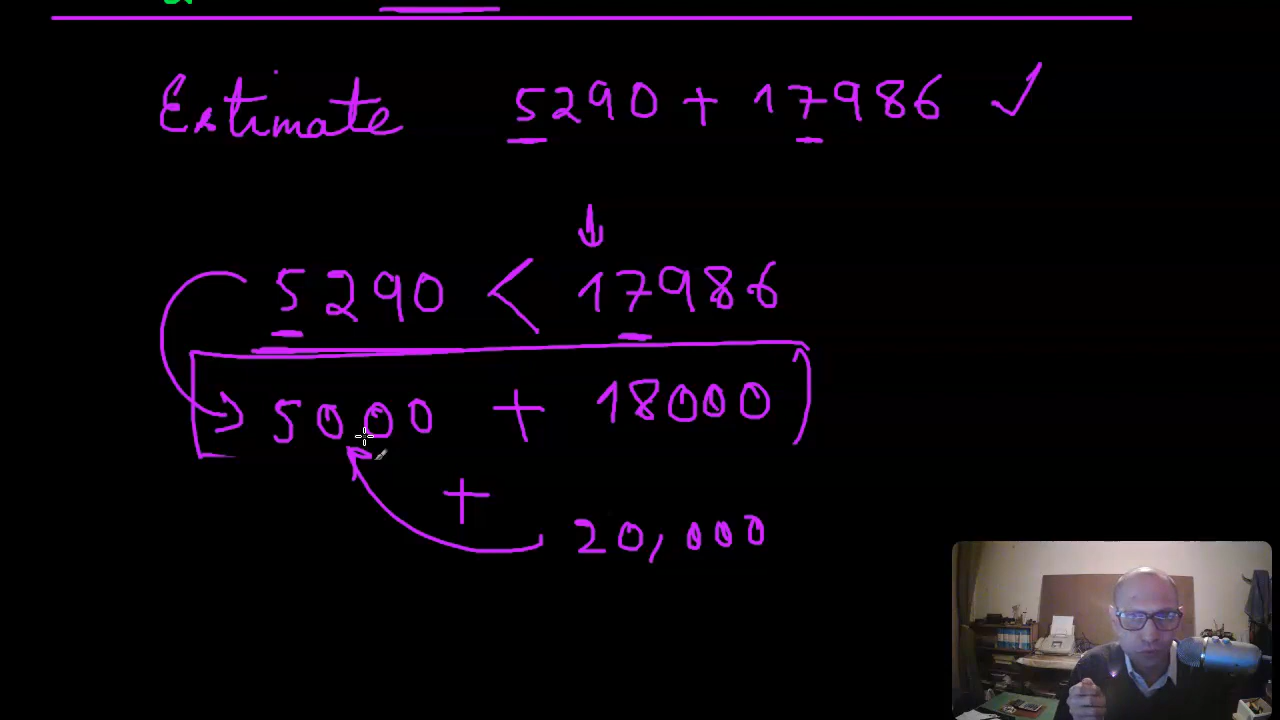 Estimate 5290 + 17986 ✓
5290 < 17986
5000 + 18000
+
20,000